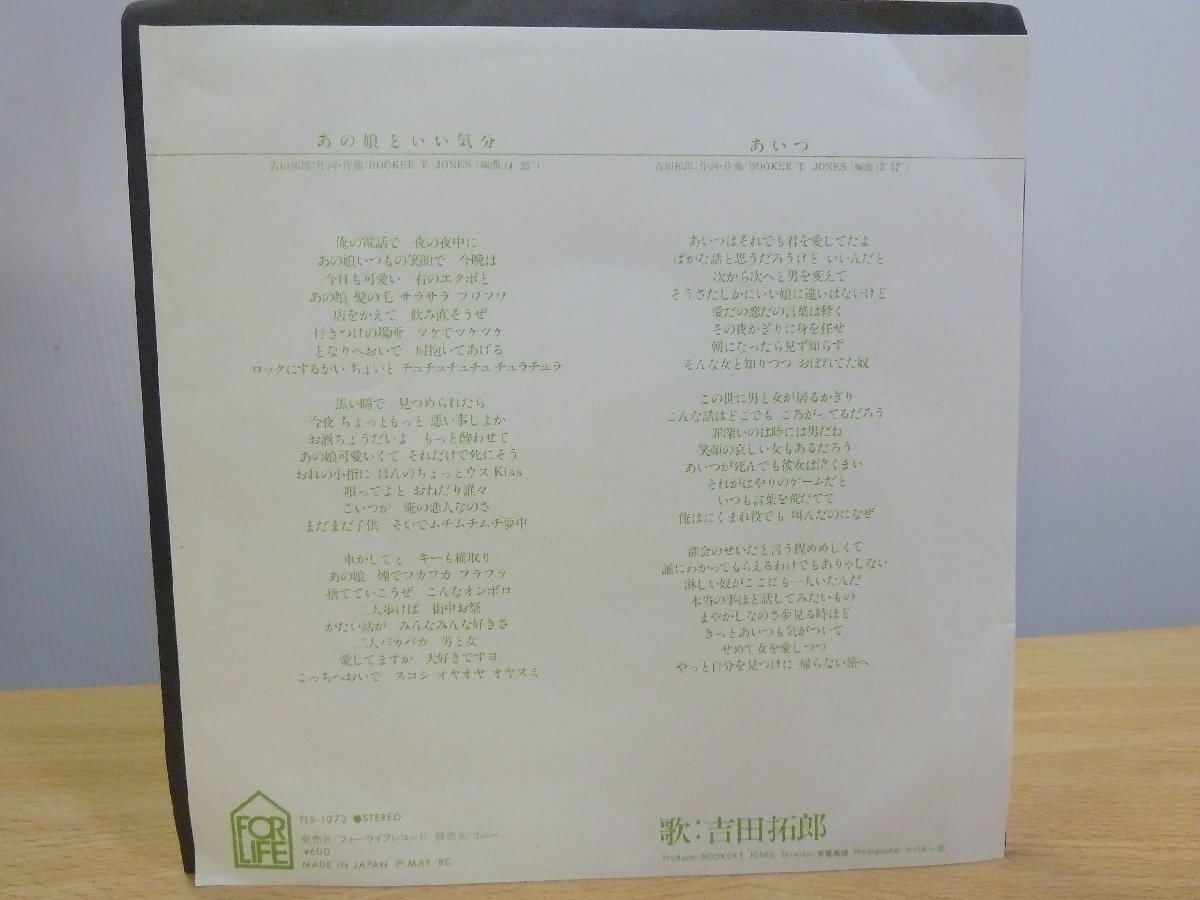 あの娘といい気分
吉田拓郎:作詞・作曲/BOOKER T. JONES:編曲(4'35")
俺の電話で 夜の夜中に
あの娘いつもの笑顔で 今晩は
今日も可愛い 右のエクボと
あの娘 髪の毛 サラサラ フリフリ
店をかえて 飲み直そうぜ
行きつけの場所 ツケでツケツケ
となりへおいで 肩抱いてあげる
ロックにするかい ちょいと チュチュチュチュ チュラチュラ
黒い瞳で 見つめられたら
今夜 ちょっともっと 悪い事しまか
お酒ちょうだいよ もっと酔わせて
あの娘可愛いくて それだけで死にそう
おれの小指に ほんのちょっとウス Kiss
唄ってよと おねだり誰々
こいつが 俺の恋人なのさ
まだまだ子供 そいでムチムチムチ夢中
車かしてと キーも横取り
あの娘 煙でフカフカ フラフラ
捨てていこうぜ こんなオンボロ
二人歩けば 街中お祭
かたい話が みんなみんな好きさ
二人バカバカ 男と女
愛してますか 大好きですヨ
こっちへおいで スコシ オヤオヤ オヤスミ
あいつ
吉田拓郎:作詞・作曲/BOOKER T. JONES:編曲(3'57")
あいつはそれでも君を愛してたよ
ばかな話と思うだろうけど いいんだと
次から次へと男を変えて
そうさたしかにいい娘に違いはないけど
愛だの恋だの言葉は軽く
その夜かぎりに身を任せ
朝になったら見ず知らず
そんな女と知りつつ おぼれてた奴
この世に男と女が居るかぎり
こんな話はどこでも ころがってるだろう
罪深いのは時には男だね
笑顔の哀しい女もあるだろう
あいつが死んでも彼女は泣くまい
それがはやりのゲームだと
いつも言葉を荒だてて
俺はにくまれ役でも 叫んだのになぜ
都会のせいだと言う程めめしくて
誰にわかってもらえるわけでもありゃしない
淋しい奴がここにも一人いたんだ
本当の事ほど話してみたいもの
まやかしなのさ夢見る時ほど
きっとあいつも気がついて
せめて女を愛しつつ
やっと自分を見つけに 帰らない旅へ
FOR LIFE
FLS-1073 ●STEREO
発売元/フォーライフレコード 販売元/ポニー
¥600
MADE IN JAPAN Ⓟ MAY '80
歌:吉田拓郎
Producer BOOKER T. JONES Director 常富喜雄 Photographer